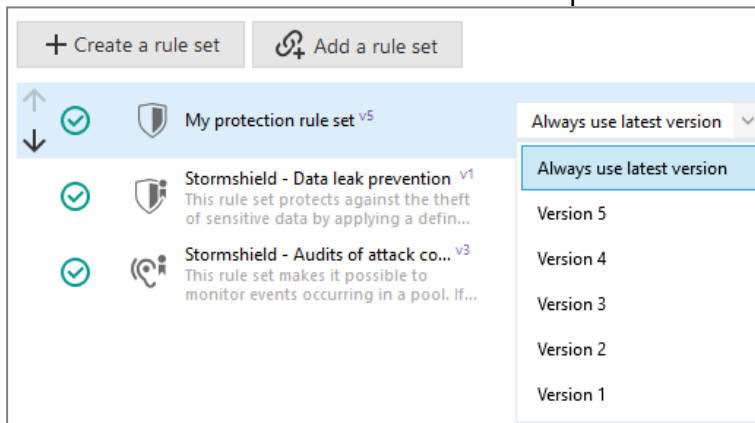 + Create a rule set
Add a rule set
My protection rule set v5
Always use latest version
Always use latest version
Stormshield - Data leak prevention v1
This rule set protects against the theft
of sensitive data by applying a defin...
Version 5
Version 4
Stormshield - Audits of attack co... v3
This rule set makes it possible to
monitor events occurring in a pool. If...
Version 3
Version 2
Version 1